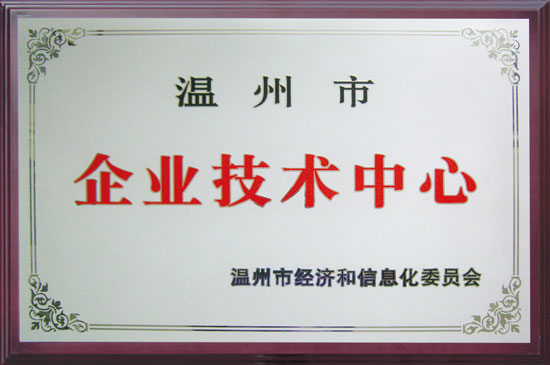 温州市
企业技术中心
温州市经济和信息化委员会